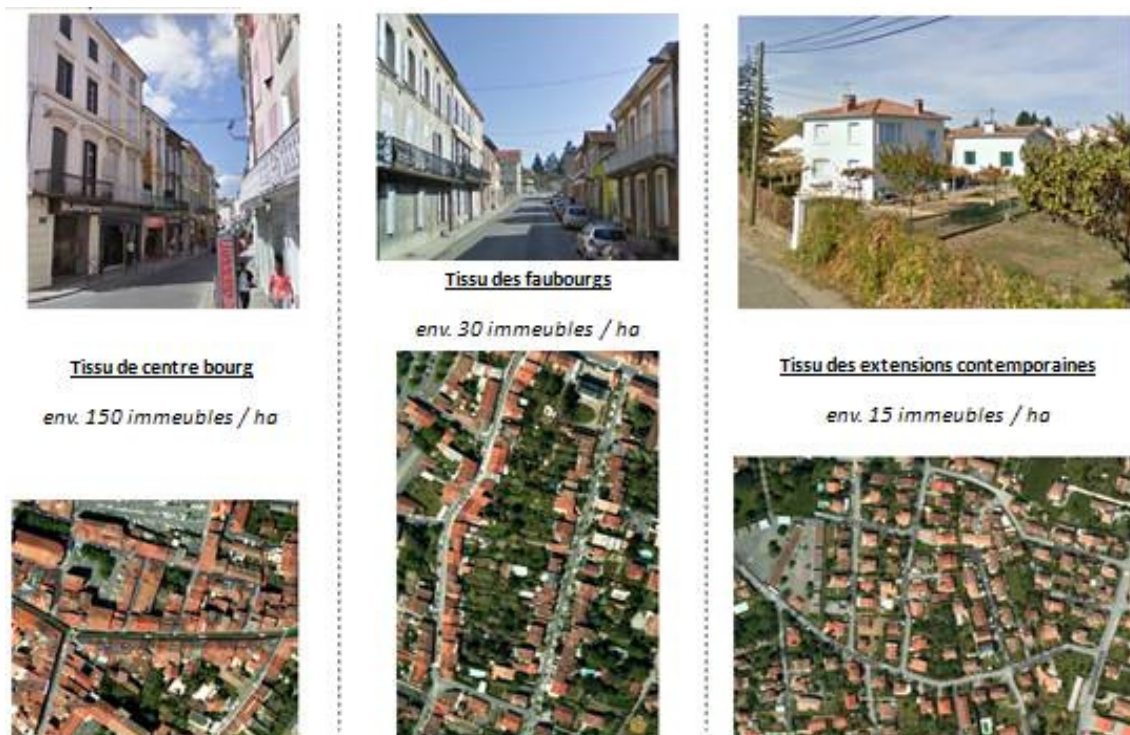 Tissu de centre bourg
env. 150 immeubles / ha
Tissu des faubourgs
env. 30 immeubles / ha
Tissu des extensions contemporaines
env. 15 immeubles / ha